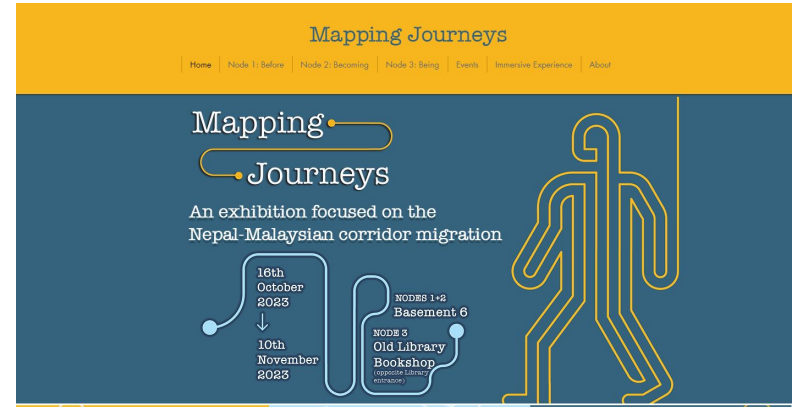 Mapping Journeys
Home
Node 1: Before
Node 2: Becoming
Node 3: Being
Events
Immersive Experience
About
Mapping
Journeys
An exhibition focused on the
Nepal-Malaysian corridor migration
16th
October
2023
10th
November
2023
NODES 1+2
Basement 6
NODE 3
Old Library
Bookshop
(opposite Library
entrance)